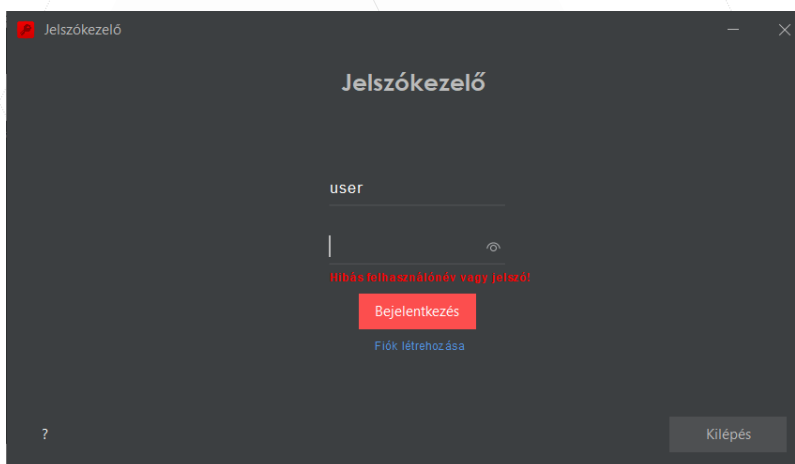 Jelszókezelő
Jelszókezelő
user
Hibás felhasználónév vagy jelszó!
Bejelentkezés
Fiók létrehozása
?
Kilépés